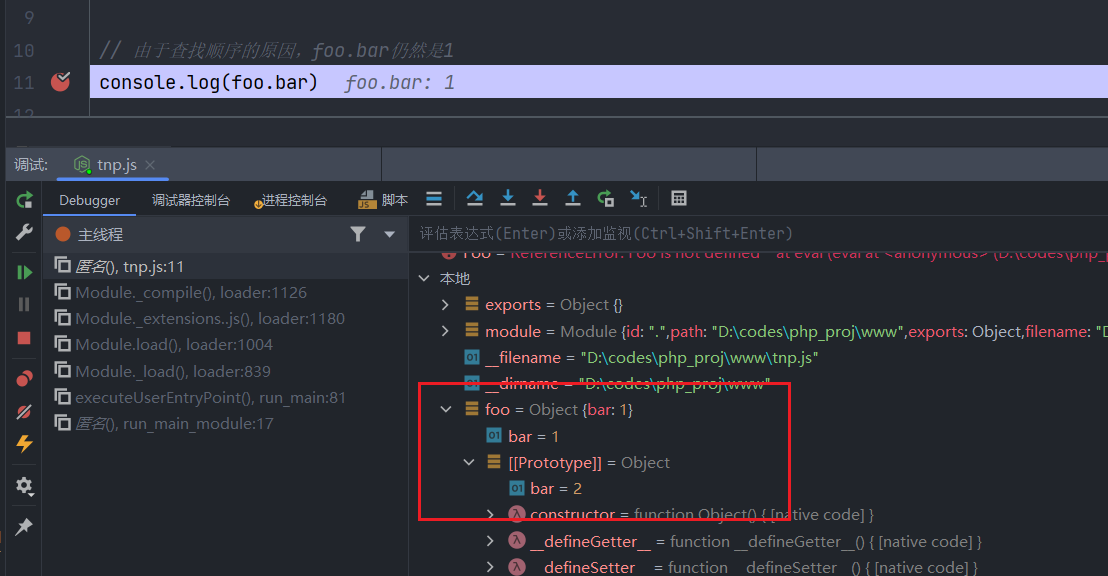 9
10 // 由于查找顺序的原因，foo.bar仍然是1
11 console.log(foo.bar) foo.bar: 1
12
调试: tnp.js
Debugger 调试器控制台 进程控制台 脚本
主线程
匿名(), tnp.js:11
Module._compile(), loader:1126
Module._extensions..js(), loader:1180
Module.load(), loader:1004
Module._load(), loader:839
executeUserEntryPoint(), run_main:81
匿名(), run_main_module:17
评估表达式(Enter)或添加监视(Ctrl+Shift+Enter)
Foo = ReferenceError: Foo is not defined at eval (eval at <anonymous> (D:\codes\php_p
本地
exports = Object {}
module = Module {id: ".",path: "D:\codes\php_proj\www",exports: Object,filename: "D
__filename = "D:\codes\php_proj\www\tnp.js"
__dirname = "D:\codes\php_proj\www"
foo = Object {bar: 1}
bar = 1
[[Prototype]] = Object
bar = 2
constructor = function Object() { [native code] }
__defineGetter__ = function __defineGetter__() { [native code] }
__defineSetter__ = function __defineSetter__() { [native code] }